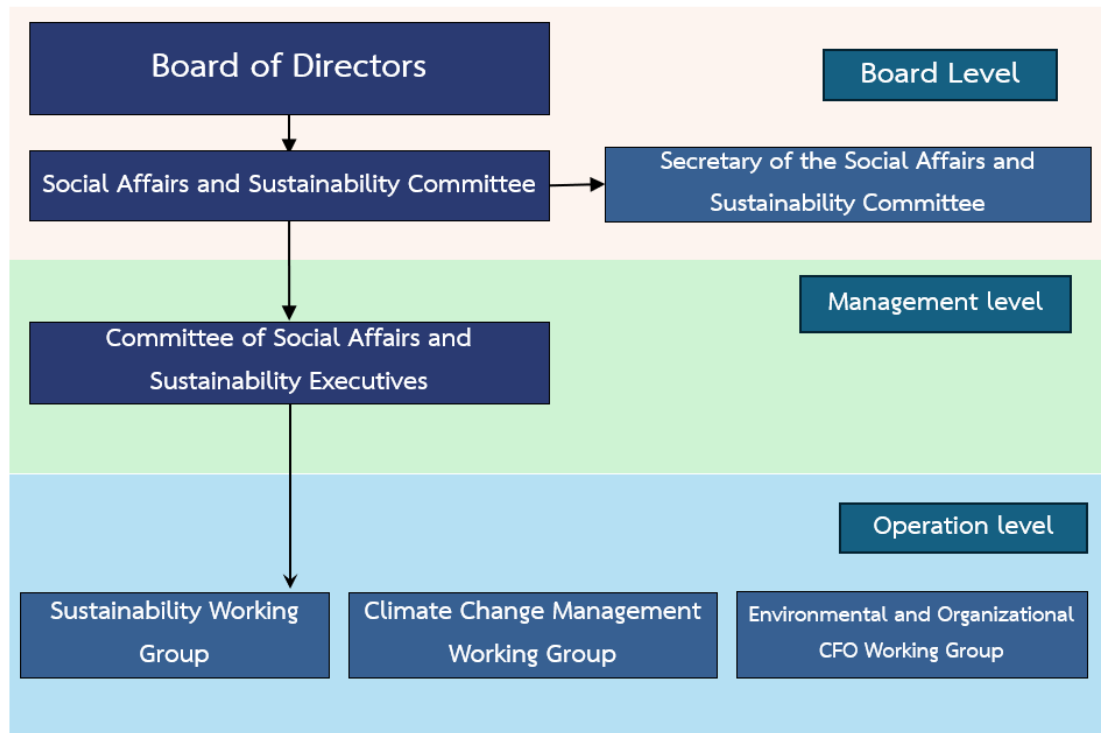 Board of Directors
Board Level
Social Affairs and Sustainability Committee
Secretary of the Social Affairs and
Sustainability Committee
Management level
Committee of Social Affairs and
Sustainability Executives
Operation level
Sustainability Working
Group
Climate Change Management
Working Group
Environmental and Organizational
CFO Working Group